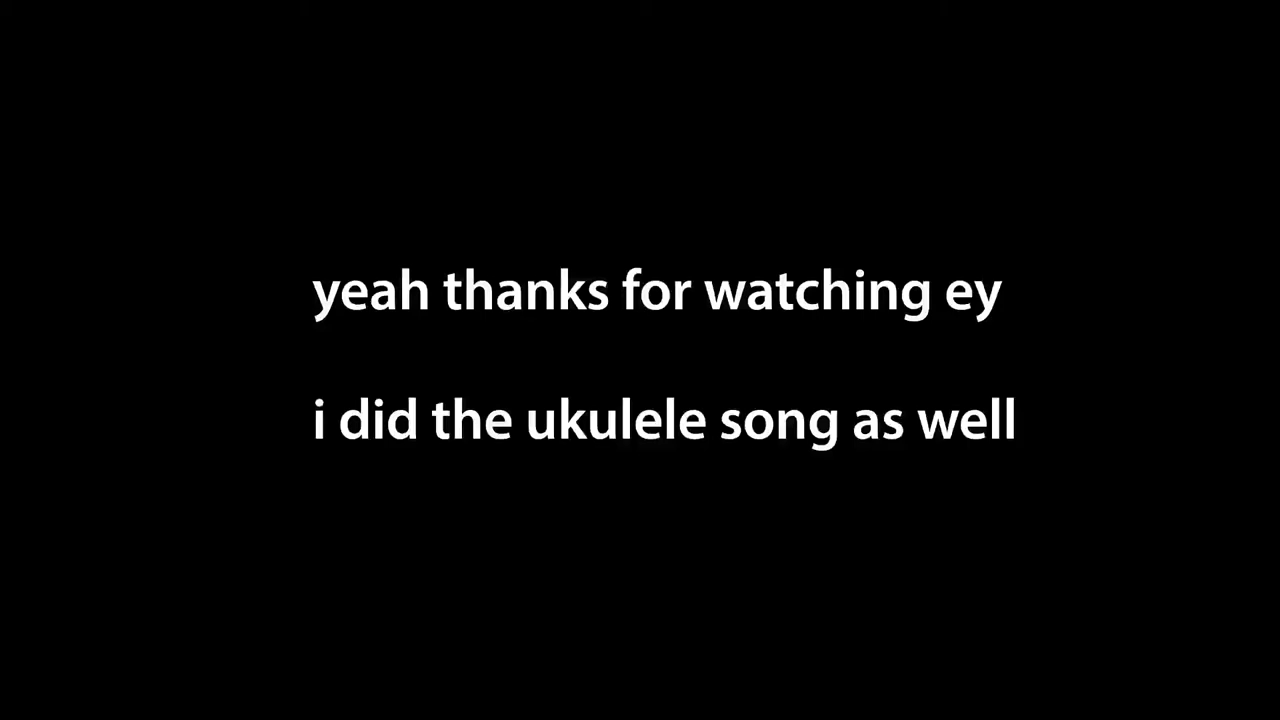 yeah thanks for watching ey
i did the ukulele song as well